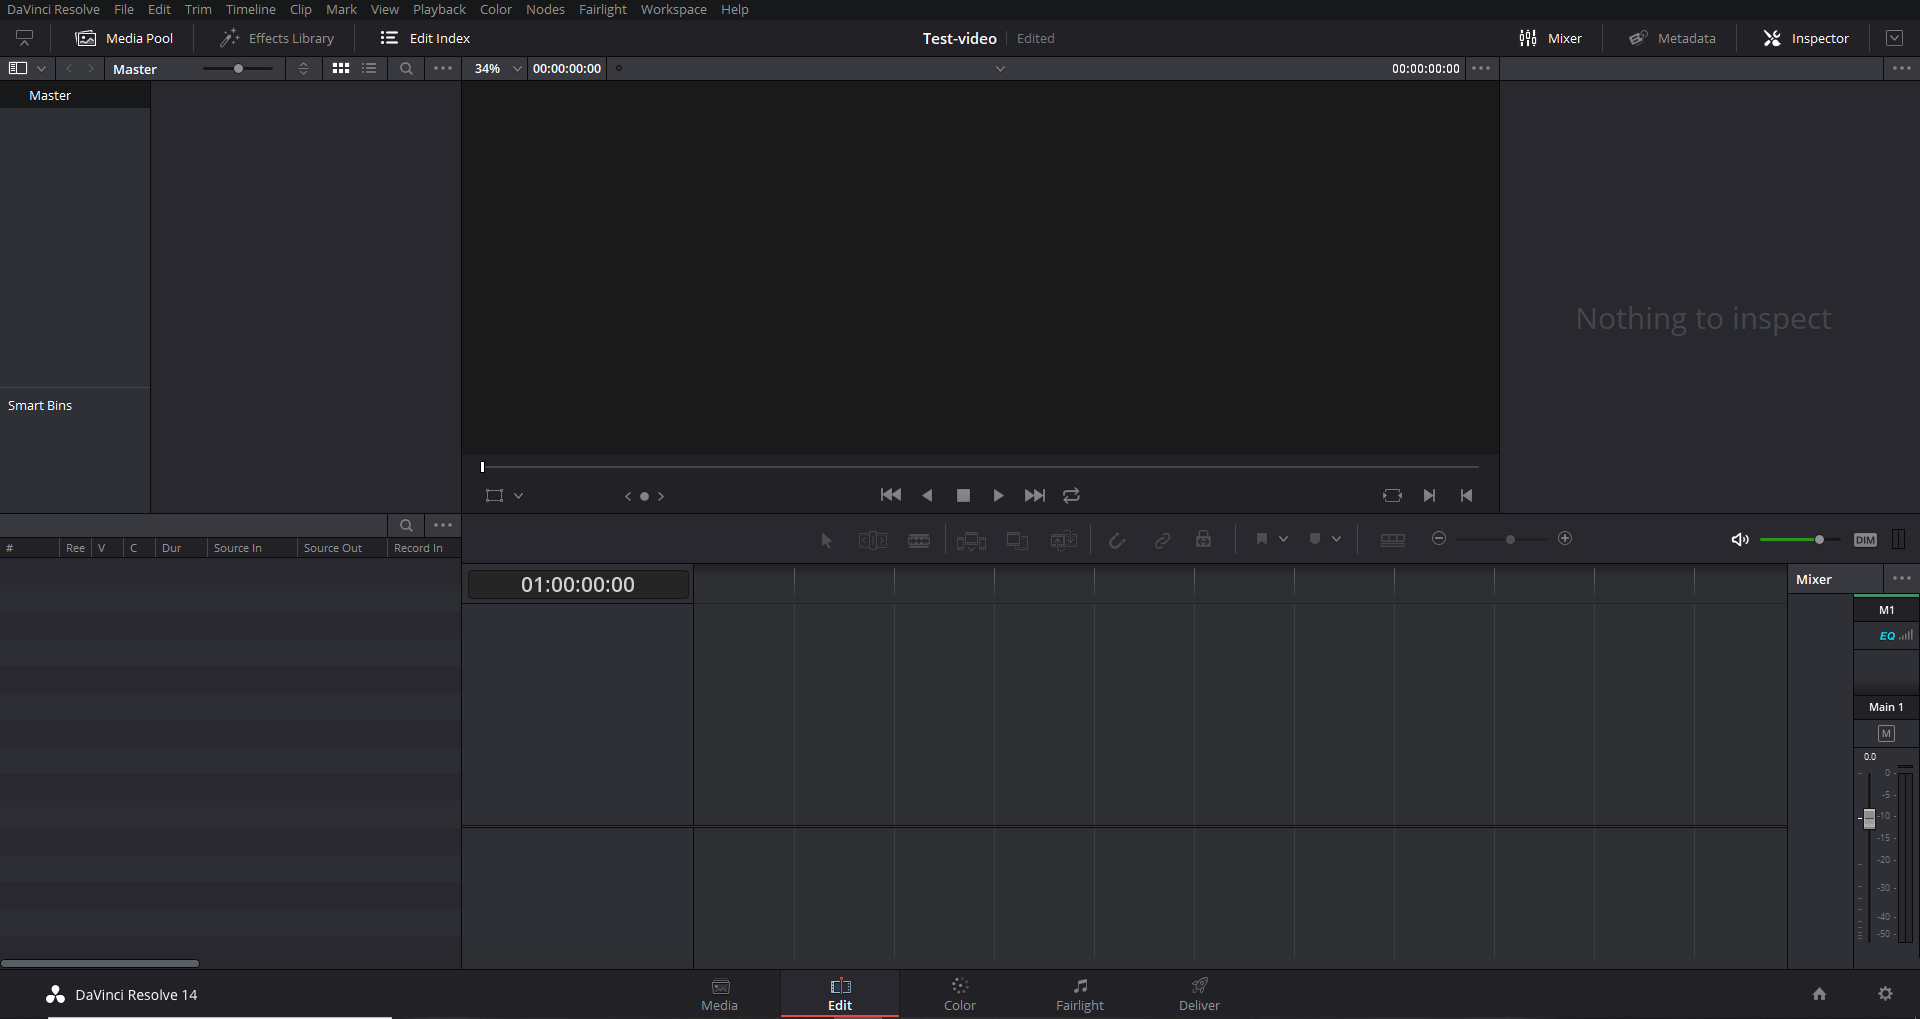 DaVinci Resolve File Edit Trim Timeline Clip Mark View Playback Color Nodes Fairlight Workspace Help
Media Pool Effects Library Edit Index Test-video Edited Mixer Metadata Inspector
Master 34% 00:00:00:00 00:00:00:00
Master
Nothing to inspect
Smart Bins
# Ree V C Dur Source In Source Out Record In
DIM
01:00:00:00
Mixer
M1
EQ
Main 1
M
0.0
0
-5
-10
-15
-20
-30
-40
-50
DaVinci Resolve 14
Media Edit Color Fairlight Deliver